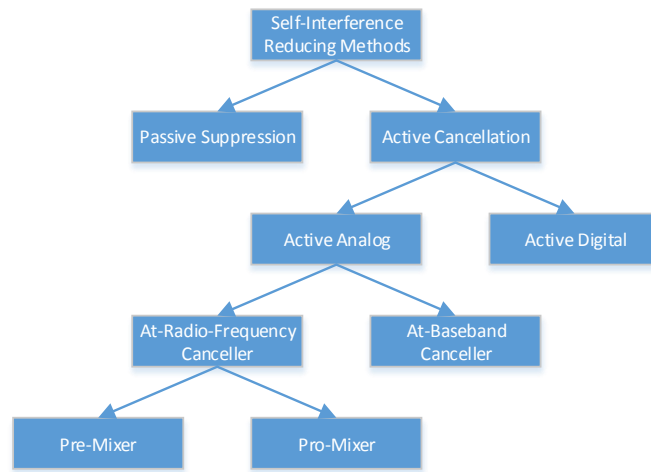 Self-Interference
Reducing Methods
Passive Suppression
Active Cancellation
Active Analog
Active Digital
At-Radio-Frequency
Canceller
At-Baseband
Canceller
Pre-Mixer
Pro-Mixer